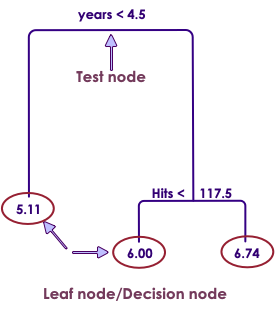 years < 4.5
Test node
Hits < 117.5
5.11
6.00
6.74
Leaf node/Decision node